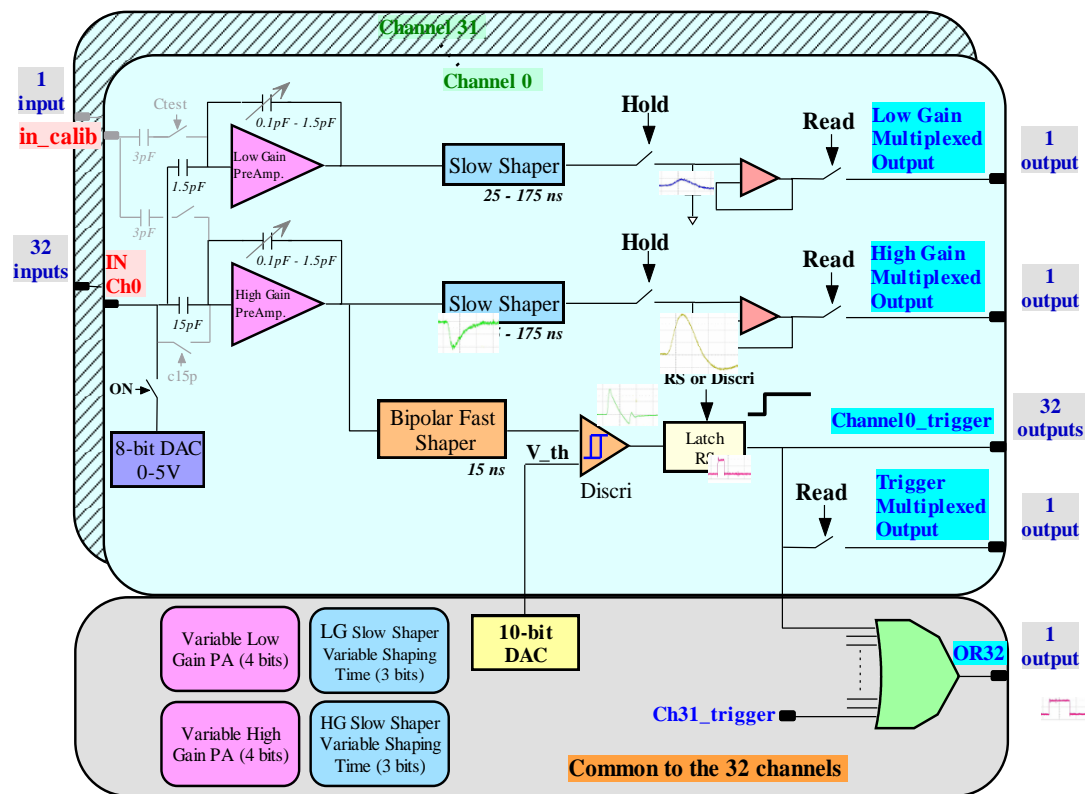 Channel 31
Channel 0
1
input
in_calib
Ctest
3pF
0.1pF - 1.5pF
Low Gain
PreAmp.
1.5pF
Slow Shaper
25 - 175 ns
Hold
Read
Low Gain
Multiplexed
Output
1
output
3pF
32
inputs
IN
Ch0
0.1pF - 1.5pF
High Gain
PreAmp.
15pF
Slow Shaper
- 175 ns
Hold
Read
High Gain
Multiplexed
Output
1
output
c15p
ON
8-bit DAC
0-5V
Bipolar Fast
Shaper
15 ns
V_th
Discri
RS or Discri
Latch
RS
Channel0_trigger
32
outputs
Read
Trigger
Multiplexed
Output
1
output
Variable Low
Gain PA (4 bits)
LG Slow Shaper
Variable Shaping
Time (3 bits)
10-bit
DAC
OR32
1
output
Ch31_trigger
Variable High
Gain PA (4 bits)
HG Slow Shaper
Variable Shaping
Time (3 bits)
Common to the 32 channels